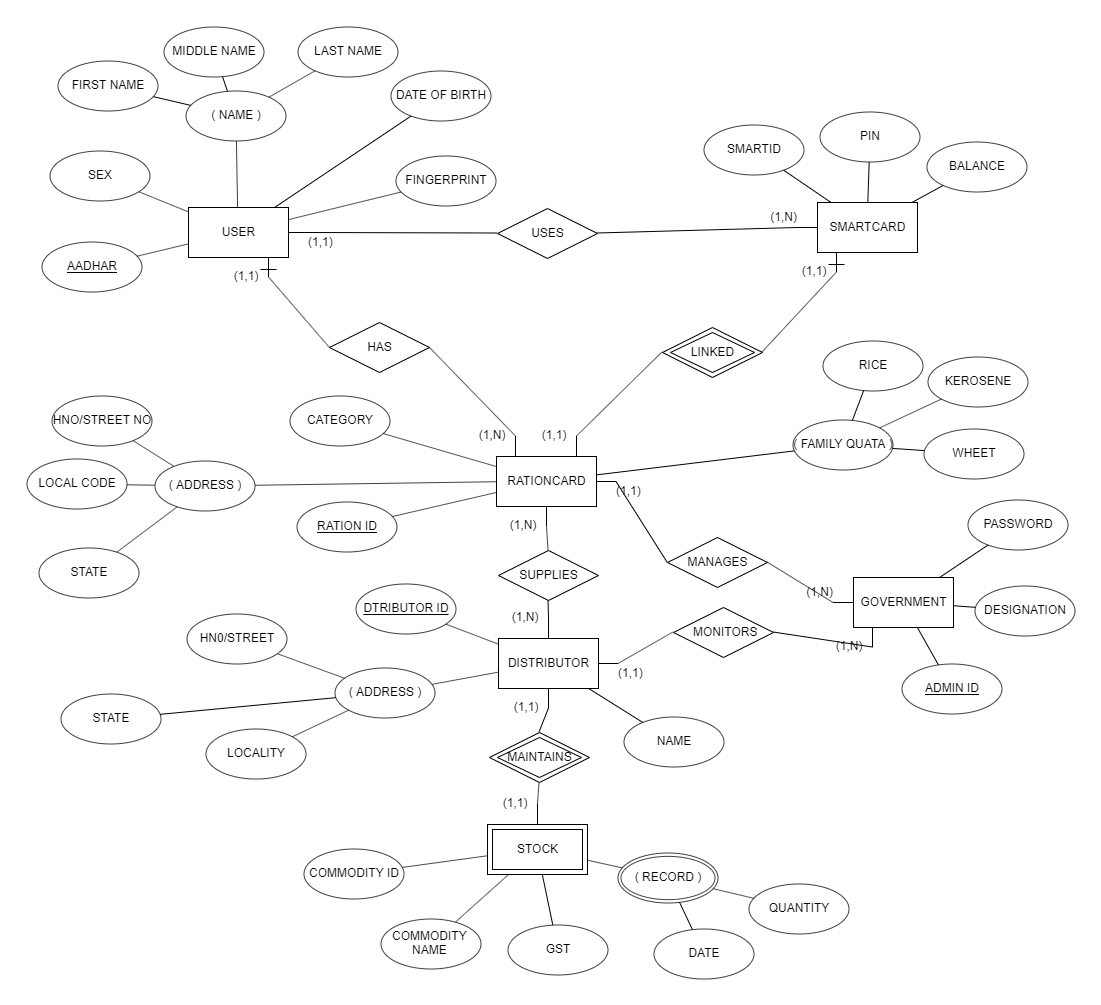 MIDDLE NAME
LAST NAME
FIRST NAME
DATE OF BIRTH
( NAME )
PIN
SMARTID
BALANCE
SEX
FINGERPRINT
(1,N)
USER
USES
SMARTCARD
(1,1)
AADHAR
(1,1)
(1,1)
HAS
LINKED
RICE
KEROSENE
HNO/STREET NO
CATEGORY
(1,N)
(1,1)
( FAMILY QUATA )
WHEET
LOCAL CODE
( ADDRESS )
RATIONCARD
(1,1)
RATION ID
(1,N)
PASSWORD
MANAGES
STATE
SUPPLIES
(1,N)
GOVERNMENT
DTRIBUTOR ID
(1,N)
DESIGNATION
HN0/STREET
MONITORS
(1,N)
DISTRIBUTOR
(1,1)
( ADDRESS )
ADMIN ID
(1,1)
STATE
NAME
LOCALITY
MAINTAINS
(1,1)
STOCK
COMMODITY ID
( RECORD )
QUANTITY
COMMODITY
NAME
GST
DATE